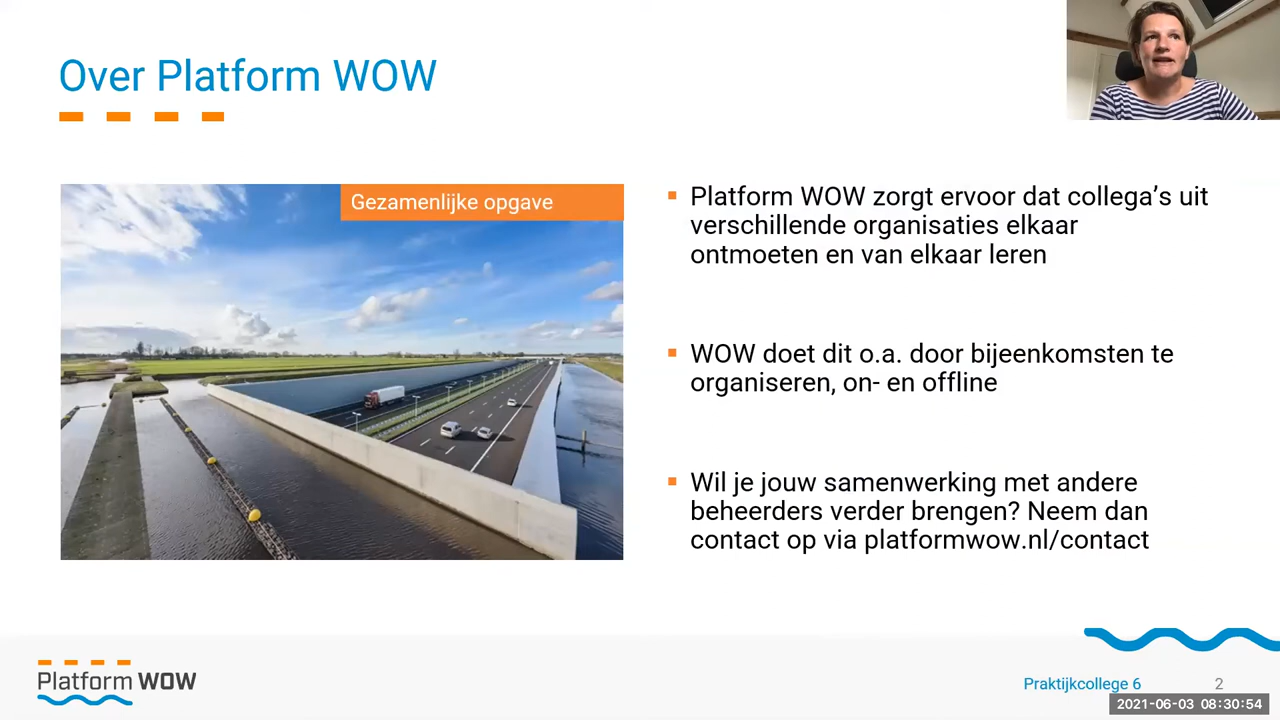 Over Platform WOW
Gezamenlijke opgave
Platform WOW zorgt ervoor dat collega’s uit
verschillende organisaties elkaar
ontmoeten en van elkaar leren
WOW doet dit o.a. door bijeenkomsten te
organiseren, on- en offline
Wil je jouw samenwerking met andere
beheerders verder brengen? Neem dan
contact op via platformwow.nl/contact
Platform WOW
Praktijkcollege 6
2
2021-06-03 08:30:54